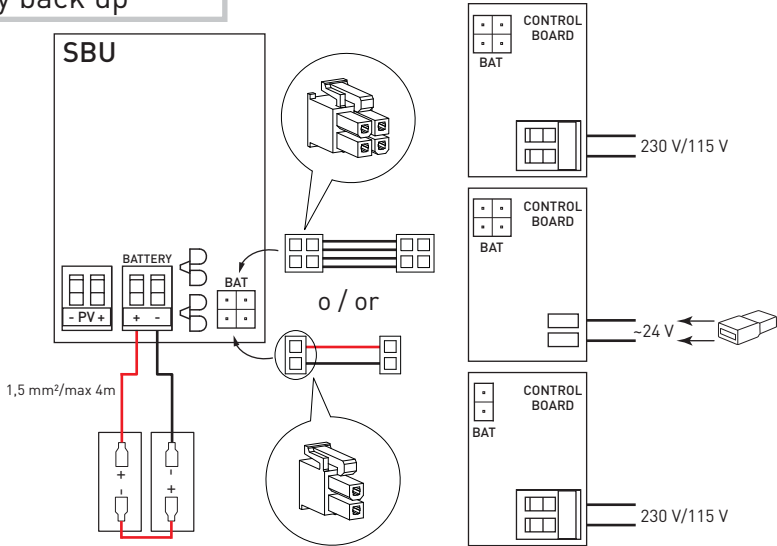 y back up
SBU
BATTERY
BAT
- PV +
+ -
1,5 mm²/max 4m
+
-
-
+
o / or
CONTROL
BOARD
BAT
230 V/115 V
CONTROL
BOARD
BAT
~24 V
CONTROL
BOARD
BAT
230 V/115 V